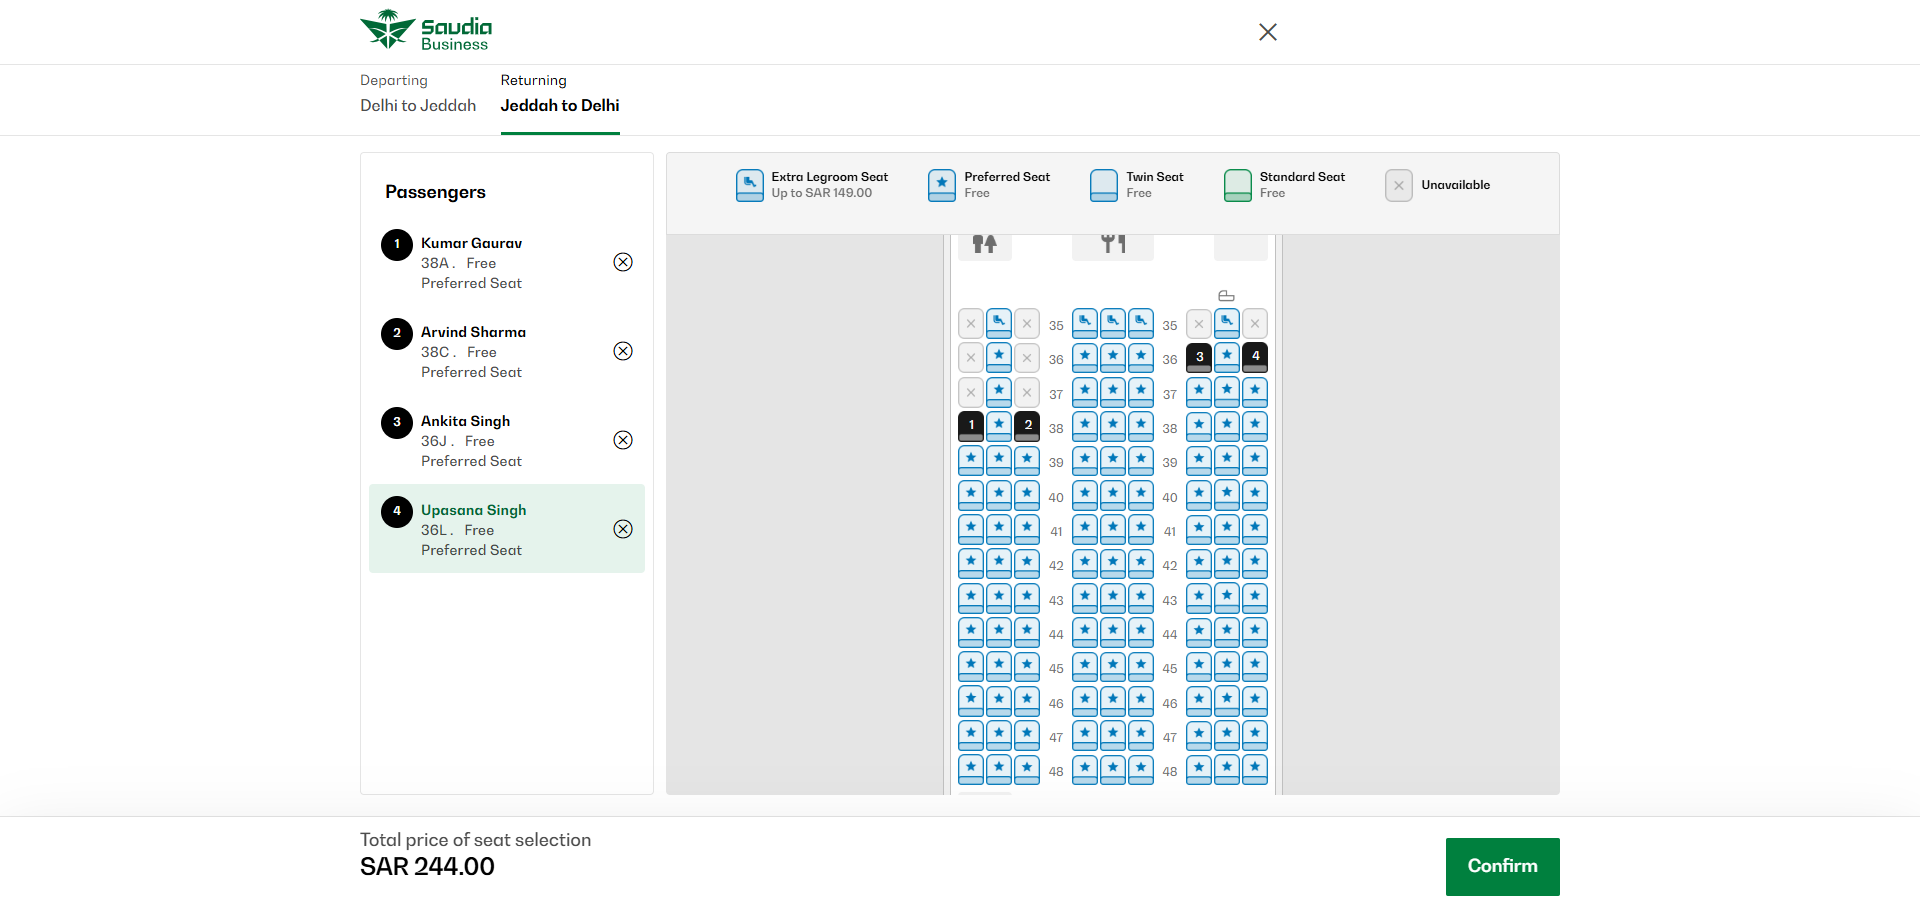 Saudia
Business
Departing
Delhi to Jeddah
Returning
Jeddah to Delhi
Passengers
1
Kumar Gaurav
38A . Free
Preferred Seat
2
Arvind Sharma
38C . Free
Preferred Seat
3
Ankita Singh
36J . Free
Preferred Seat
4
Upasana Singh
36L . Free
Preferred Seat
Extra Legroom Seat
Up to SAR 149.00
Preferred Seat
Free
Twin Seat
Free
Standard Seat
Free
Unavailable
35 35
36 36 3 4
37 37
1 2 38 38
39 39
40 40
41 41
42 42
43 43
44 44
45 45
46 46
47 47
48 48
Total price of seat selection
SAR 244.00
Confirm